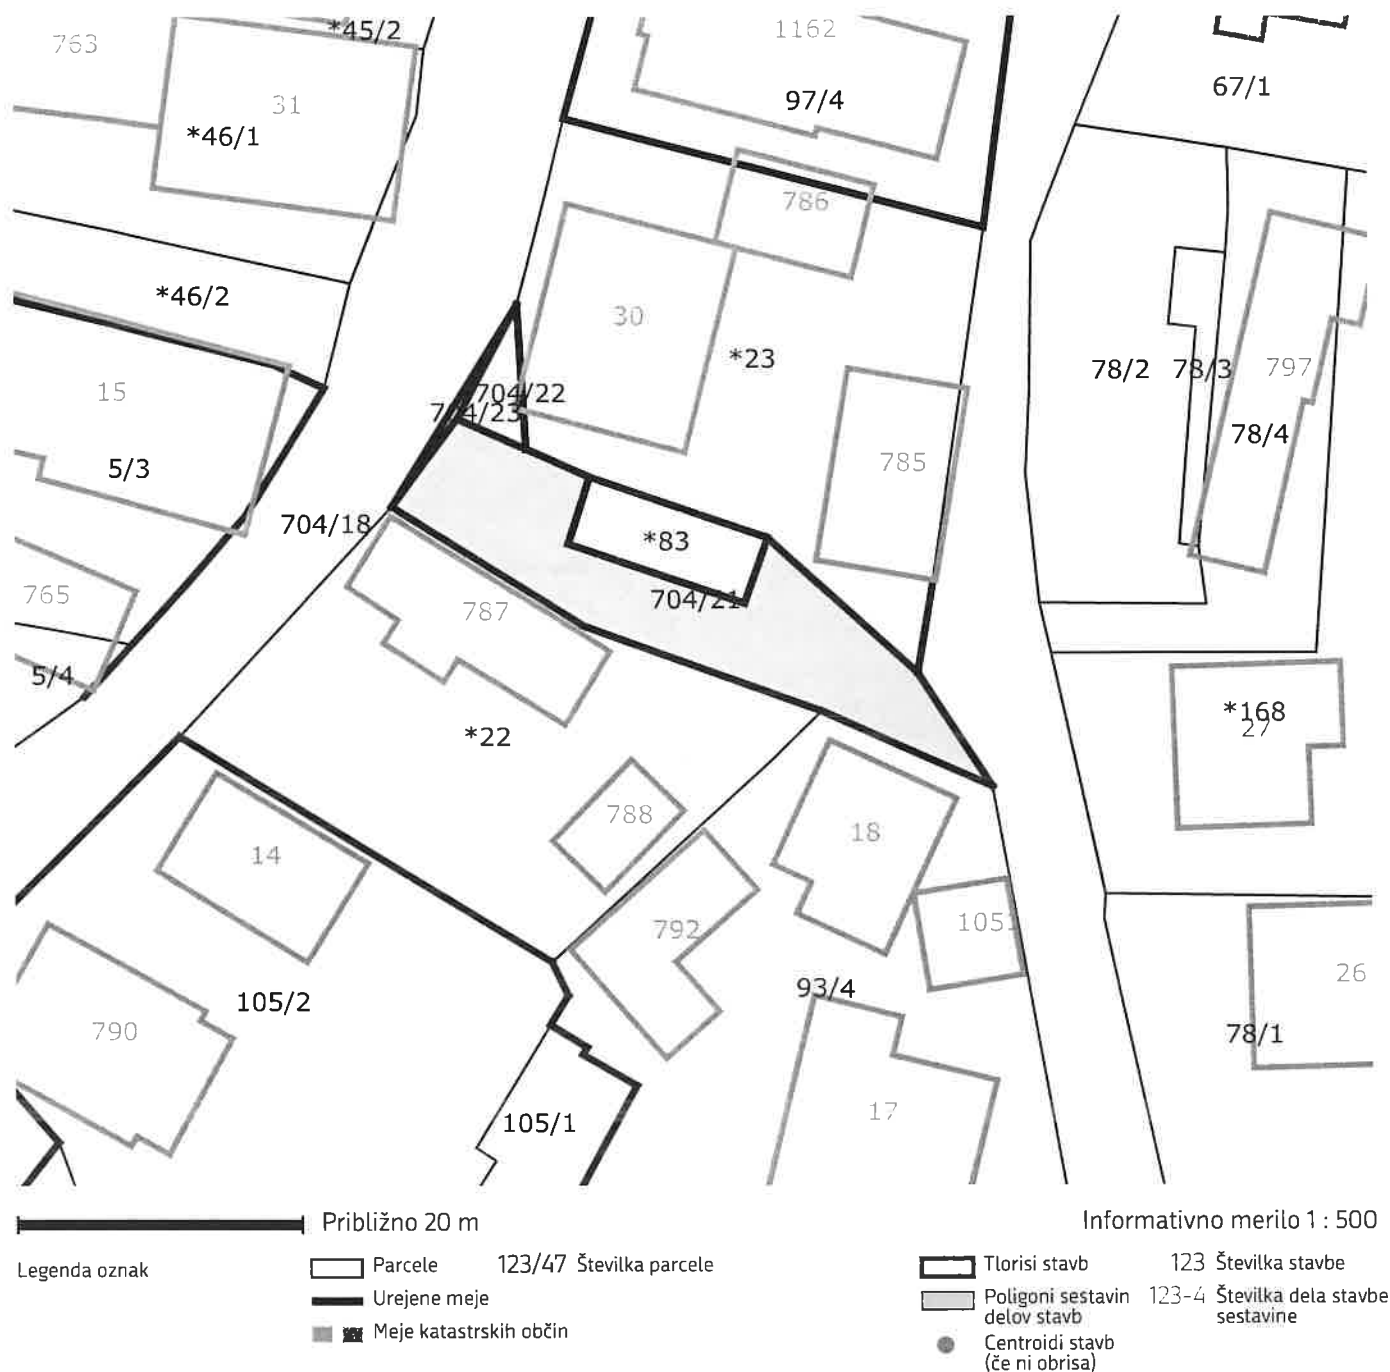 *45/2
763
1162
67/1
97/4
31
*46/1
786
*46/2
30
*23
78/2
78/3
797
15
704/22
704/23
78/4
5/3
785
704/18
*83
765
787
704/21
5/4
*22
*168
27
788
18
14
792
1051
26
93/4
105/2
790
78/1
17
105/1
Približno 20 m
Informativno merilo 1 : 500
Legenda oznak
Parcele
123/47 Številka parcele
Urejene meje
Meje katastrskih občin
Tlorisi stavb
123 Številka stavbe
Poligoni sestavin
delov stavb
123-4 Številka dela stavbe
sestavine
Centroidi stavb
(če ni obrisa)